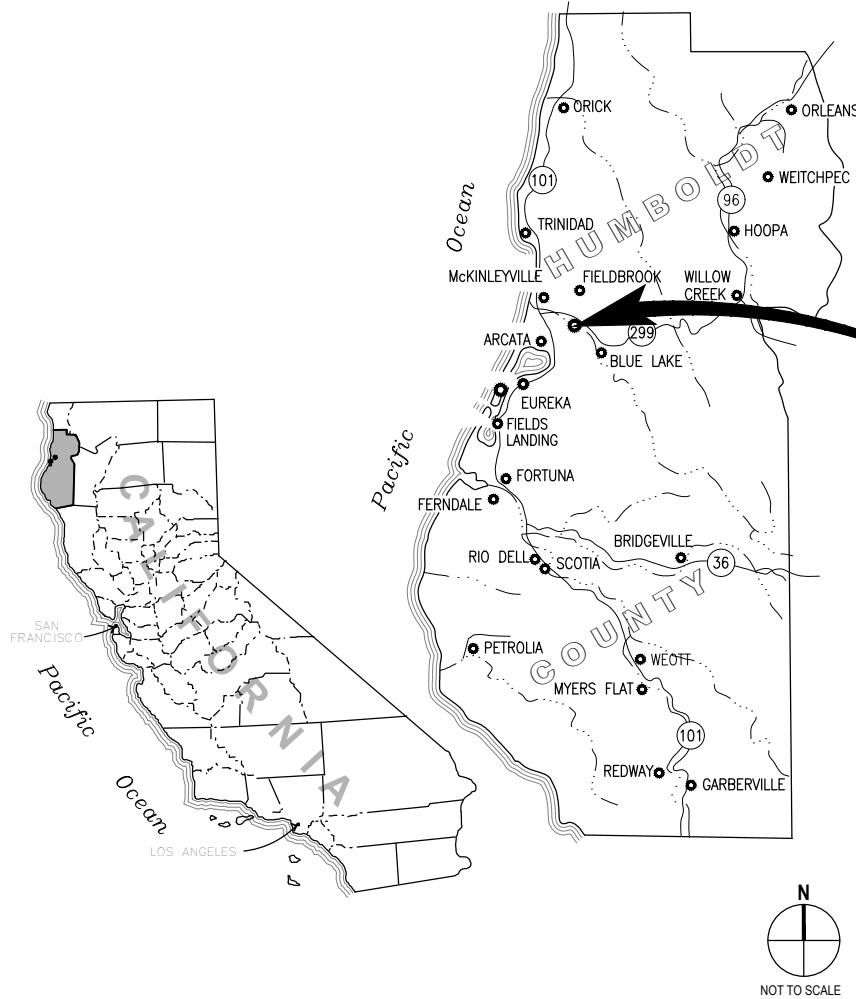 ORICK
ORLEANS
101
HUMBOLDT
WEITCHPEC
96
Ocean
TRINIDAD
HOOPA
McKINLEYVILLE
FIELDBROOK
WILLOW
CREEK
299
ARCATA
BLUE LAKE
EUREKA
FIELDS
LANDING
Pacific
FORTUNA
FERNDALE
BRIDGEVILLE
RIO DELL
SCOTIA
36
COUNTY
PETROLIA
WEOTT
MYERS FLAT
101
REDWAY
GARBERVILLE
CALIFORNIA
SAN
FRANCISCO
Pacific
Ocean
LOS ANGELES
N
NOT TO SCALE